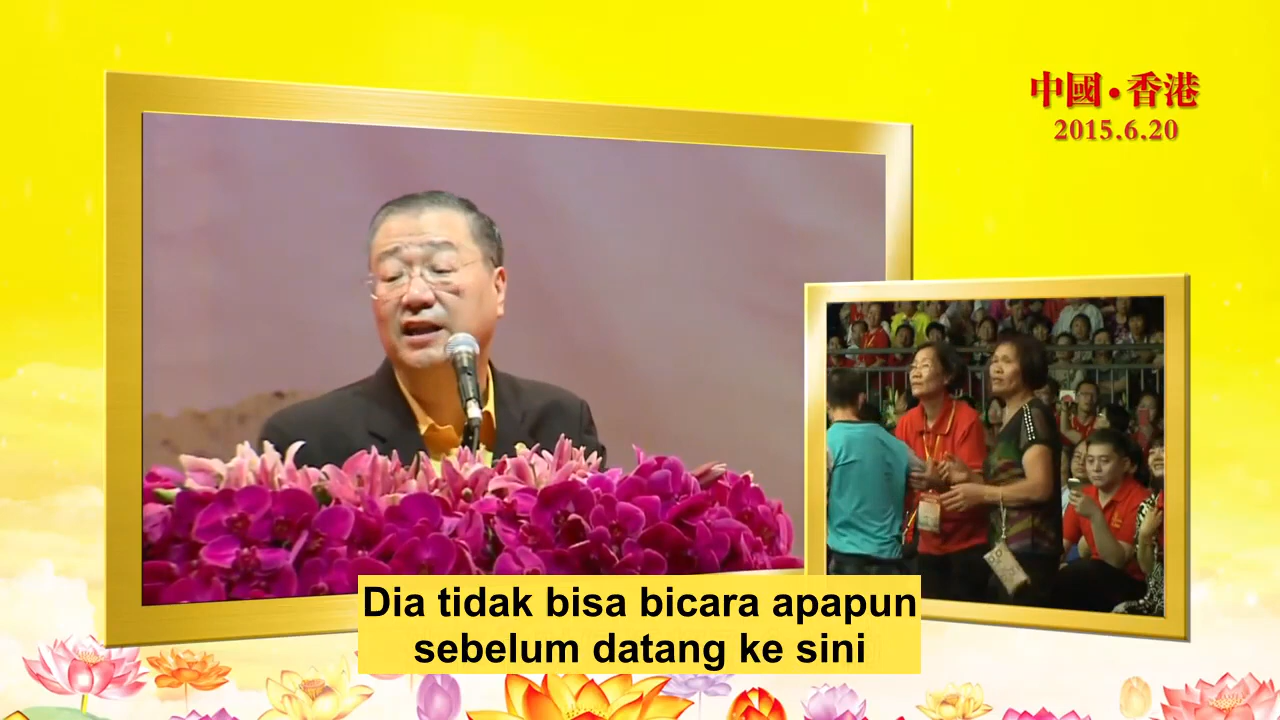 中國·香港
2015.6.20
Dia tidak bisa bicara apapun
sebelum datang ke sini